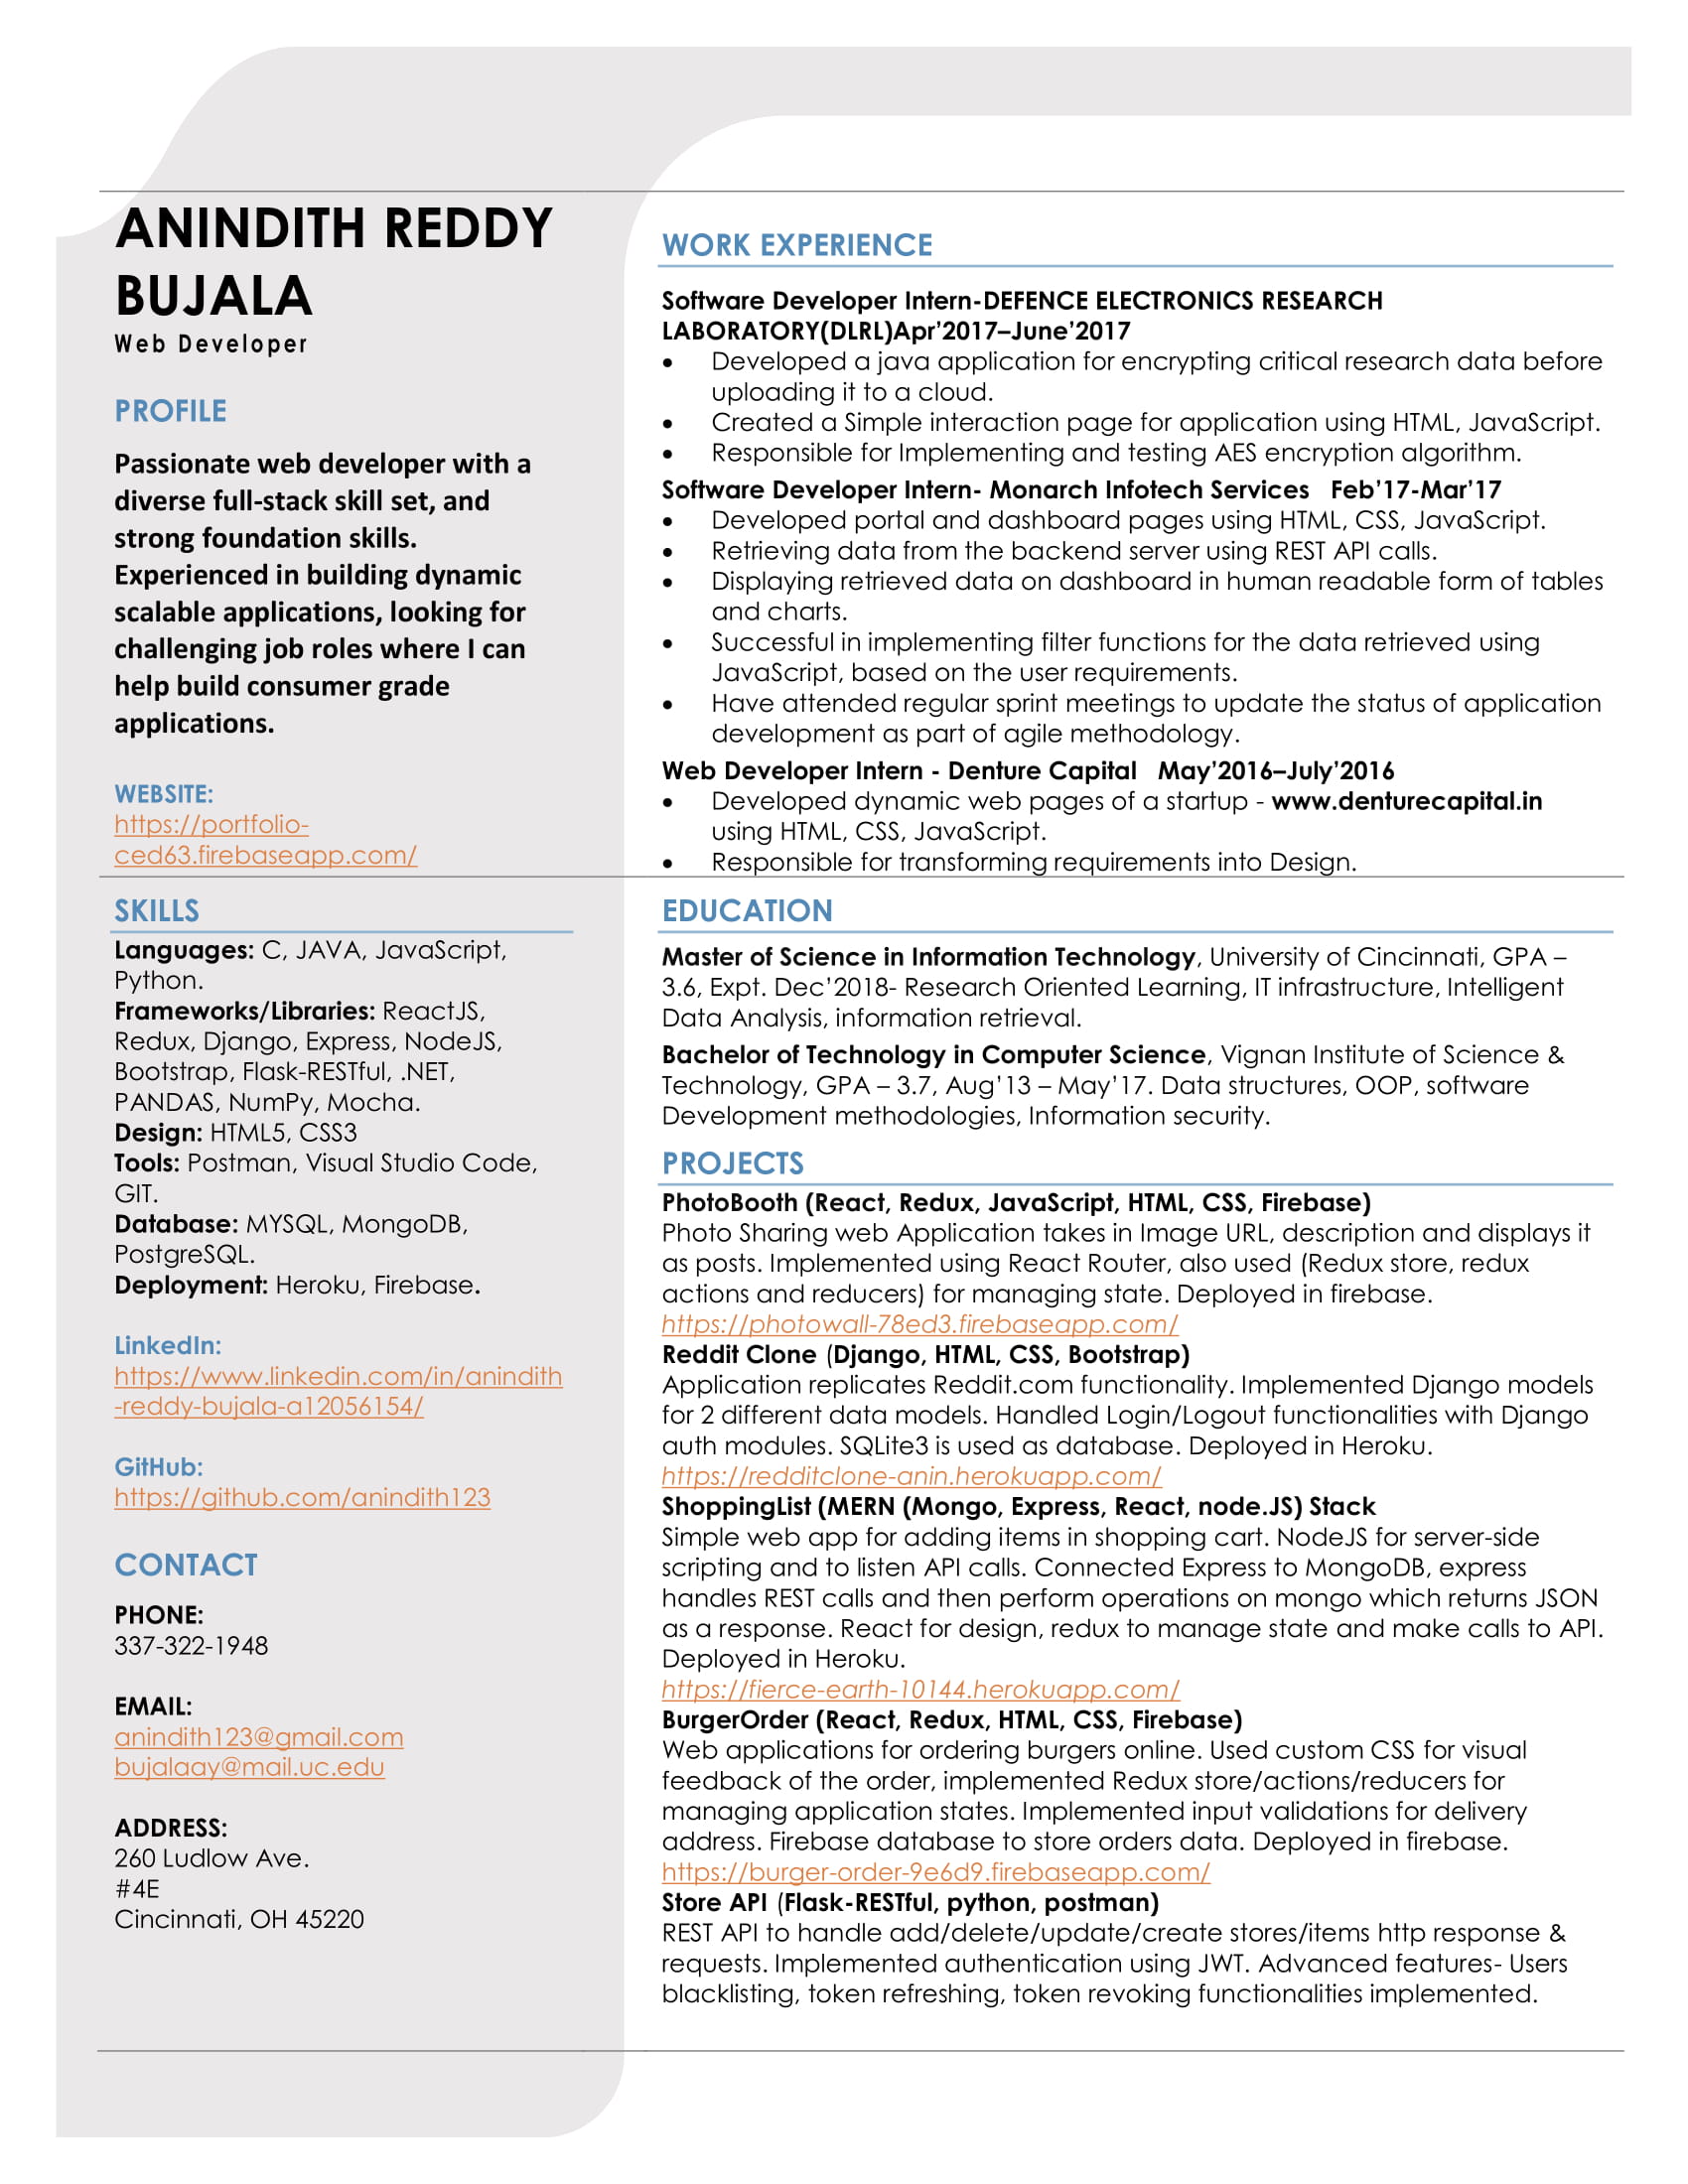 ANINDITH REDDY
BUJALA
Web Developer
PROFILE
Passionate web developer with a
diverse full-stack skill set, and
strong foundation skills.
Experienced in building dynamic
scalable applications, looking for
challenging job roles where I can
help build consumer grade
applications.
WEBSITE:
https://portfolio-
ced63.firebaseapp.com/
WORK EXPERIENCE
Software Developer Intern-DEFENCE ELECTRONICS RESEARCH
LABORATORY(DLRL)Apr’2017–June’2017
• Developed a java application for encrypting critical research data before
uploading it to a cloud.
• Created a Simple interaction page for application using HTML, JavaScript.
• Responsible for Implementing and testing AES encryption algorithm.
Software Developer Intern- Monarch Infotech Services Feb’17-Mar’17
• Developed portal and dashboard pages using HTML, CSS, JavaScript.
• Retrieving data from the backend server using REST API calls.
• Displaying retrieved data on dashboard in human readable form of tables
and charts.
• Successful in implementing filter functions for the data retrieved using
JavaScript, based on the user requirements.
• Have attended regular sprint meetings to update the status of application
development as part of agile methodology.
Web Developer Intern - Denture Capital May’2016–July’2016
• Developed dynamic web pages of a startup - www.denturecapital.in
using HTML, CSS, JavaScript.
• Responsible for transforming requirements into Design.
SKILLS
Languages: C, JAVA, JavaScript,
Python.
Frameworks/Libraries: ReactJS,
Redux, Django, Express, NodeJS,
Bootstrap, Flask-RESTful, .NET,
PANDAS, NumPy, Mocha.
Design: HTML5, CSS3
Tools: Postman, Visual Studio Code,
GIT.
Database: MYSQL, MongoDB,
PostgreSQL.
Deployment: Heroku, Firebase.
LinkedIn:
https://www.linkedin.com/in/anindith
-reddy-bujala-a12056154/
GitHub:
https://github.com/anindith123
CONTACT
PHONE:
337-322-1948
EMAIL:
anindith123@gmail.com
bujalaay@mail.uc.edu
ADDRESS:
260 Ludlow Ave.
#4E
Cincinnati, OH 45220
EDUCATION
Master of Science in Information Technology, University of Cincinnati, GPA –
3.6, Expt. Dec’2018- Research Oriented Learning, IT infrastructure, Intelligent
Data Analysis, information retrieval.
Bachelor of Technology in Computer Science, Vignan Institute of Science &
Technology, GPA – 3.7, Aug’13 – May’17. Data structures, OOP, software
Development methodologies, Information security.
PROJECTS
PhotoBooth (React, Redux, JavaScript, HTML, CSS, Firebase)
Photo Sharing web Application takes in Image URL, description and displays it
as posts. Implemented using React Router, also used (Redux store, redux
actions and reducers) for managing state. Deployed in firebase.
https://photowall-78ed3.firebaseapp.com/
Reddit Clone (Django, HTML, CSS, Bootstrap)
Application replicates Reddit.com functionality. Implemented Django models
for 2 different data models. Handled Login/Logout functionalities with Django
auth modules. SQLite3 is used as database. Deployed in Heroku.
https://redditclone-anin.herokuapp.com/
ShoppingList (MERN (Mongo, Express, React, node.JS) Stack
Simple web app for adding items in shopping cart. NodeJS for server-side
scripting and to listen API calls. Connected Express to MongoDB, express
handles REST calls and then perform operations on mongo which returns JSON
as a response. React for design, redux to manage state and make calls to API.
Deployed in Heroku.
https://fierce-earth-10144.herokuapp.com/
BurgerOrder (React, Redux, HTML, CSS, Firebase)
Web applications for ordering burgers online. Used custom CSS for visual
feedback of the order, implemented Redux store/actions/reducers for
managing application states. Implemented input validations for delivery
address. Firebase database to store orders data. Deployed in firebase.
https://burger-order-9e6d9.firebaseapp.com/
Store API (Flask-RESTful, python, postman)
REST API to handle add/delete/update/create stores/items http response &
requests. Implemented authentication using JWT. Advanced features- Users
blacklisting, token refreshing, token revoking functionalities implemented.